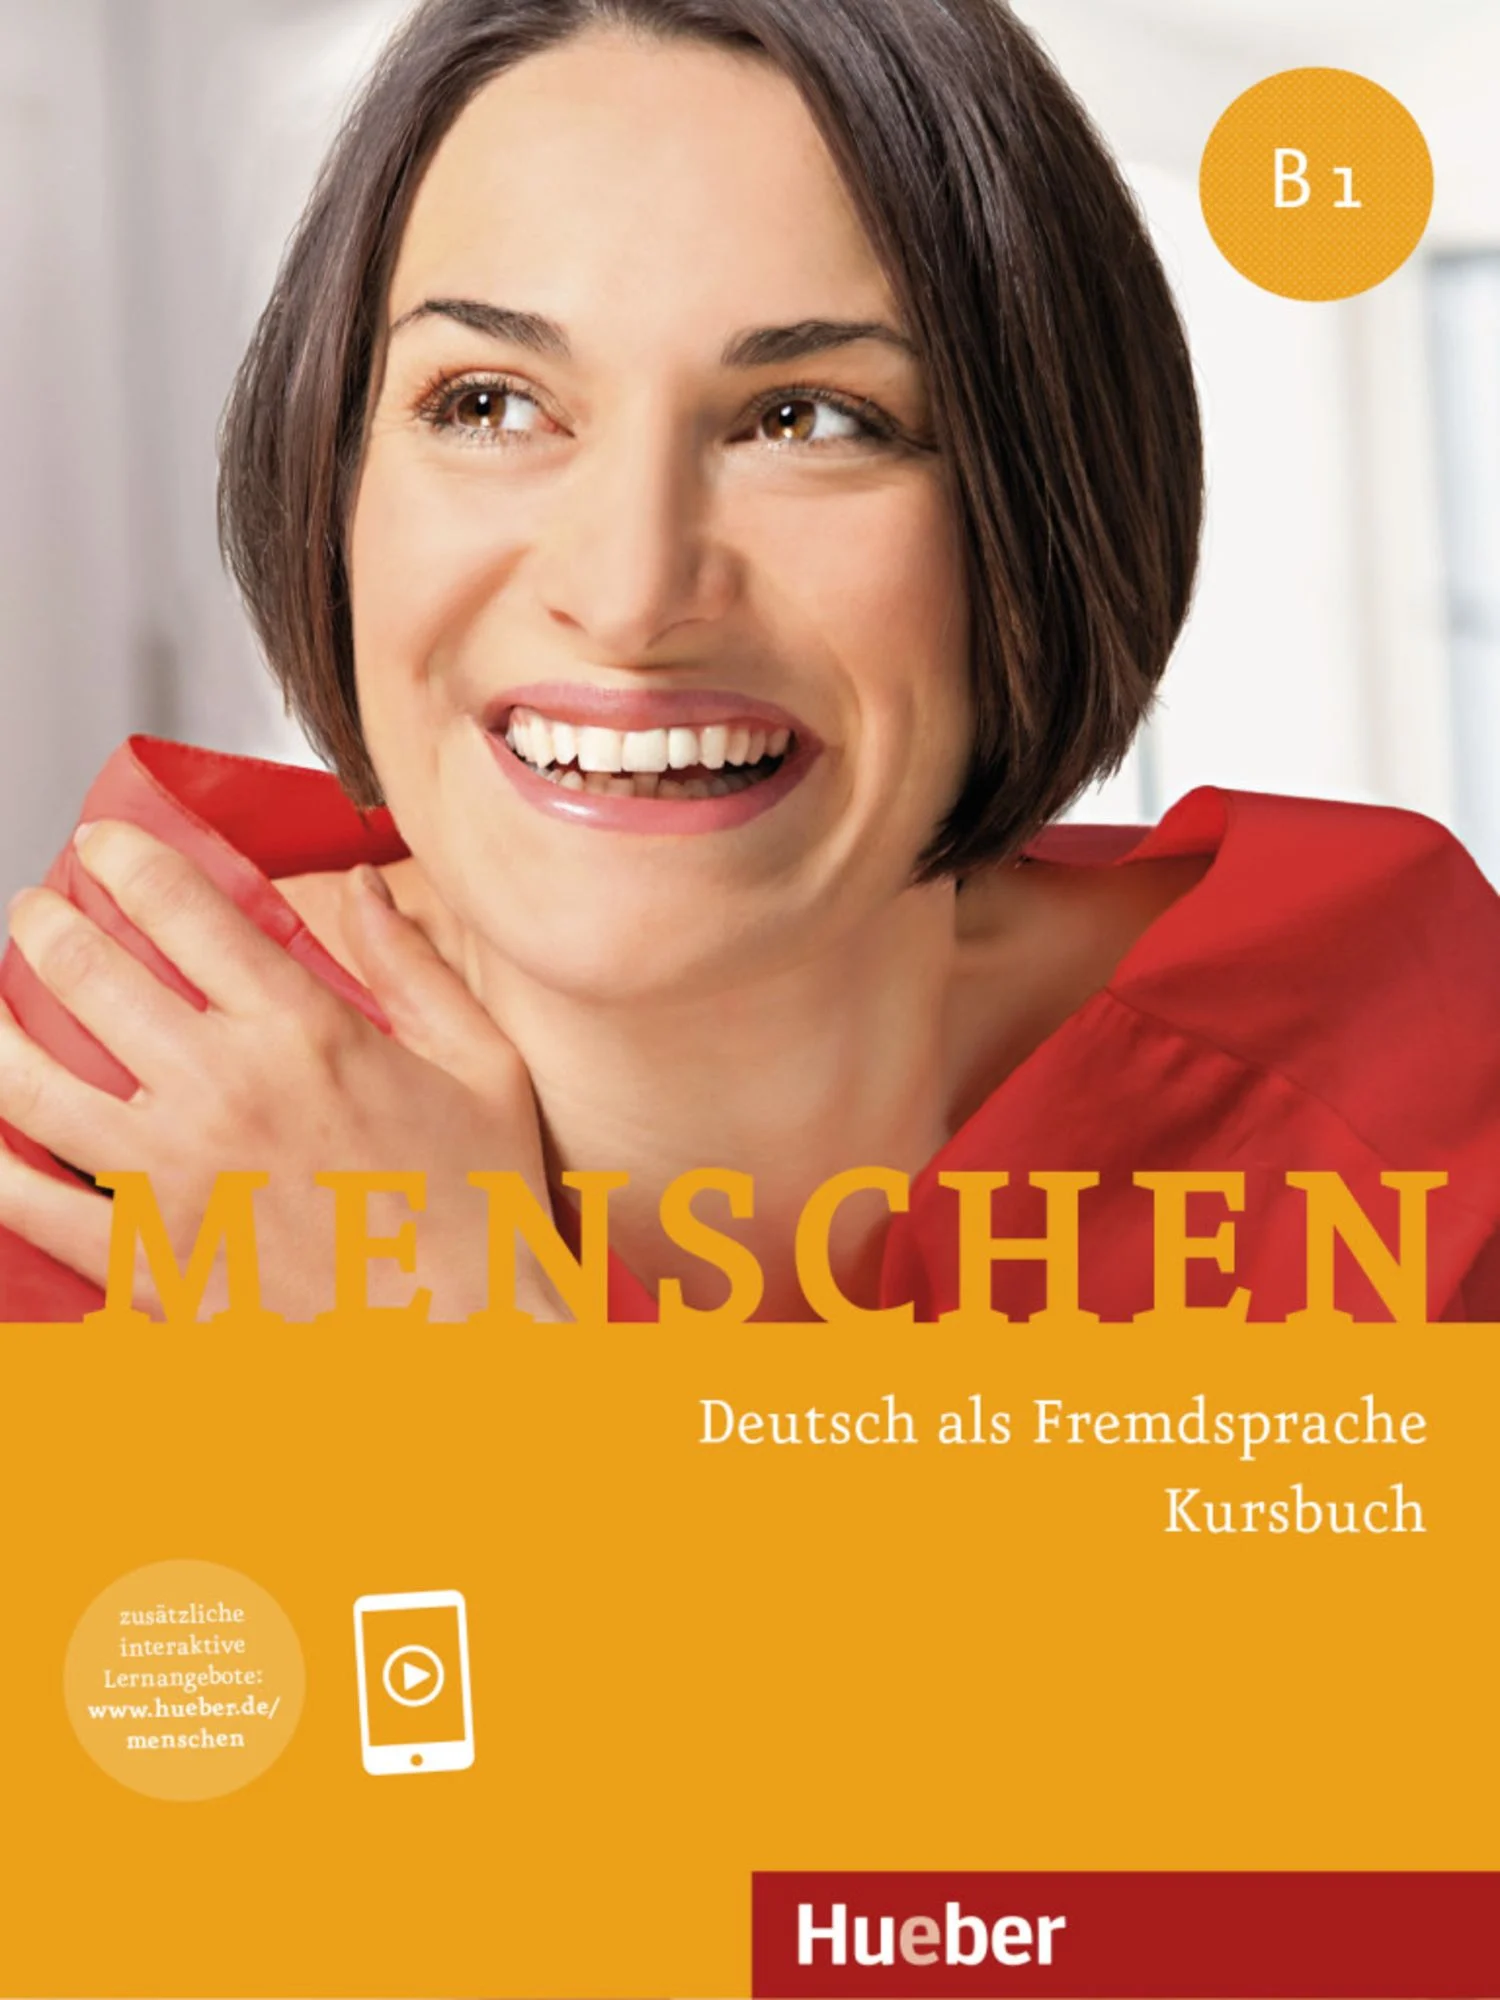 B1
MENSCHEN
Deutsch als Fremdsprache
Kursbuch
zusätzliche
interaktive
Lernangebote:
www.hueber.de/
menschen
Hueber